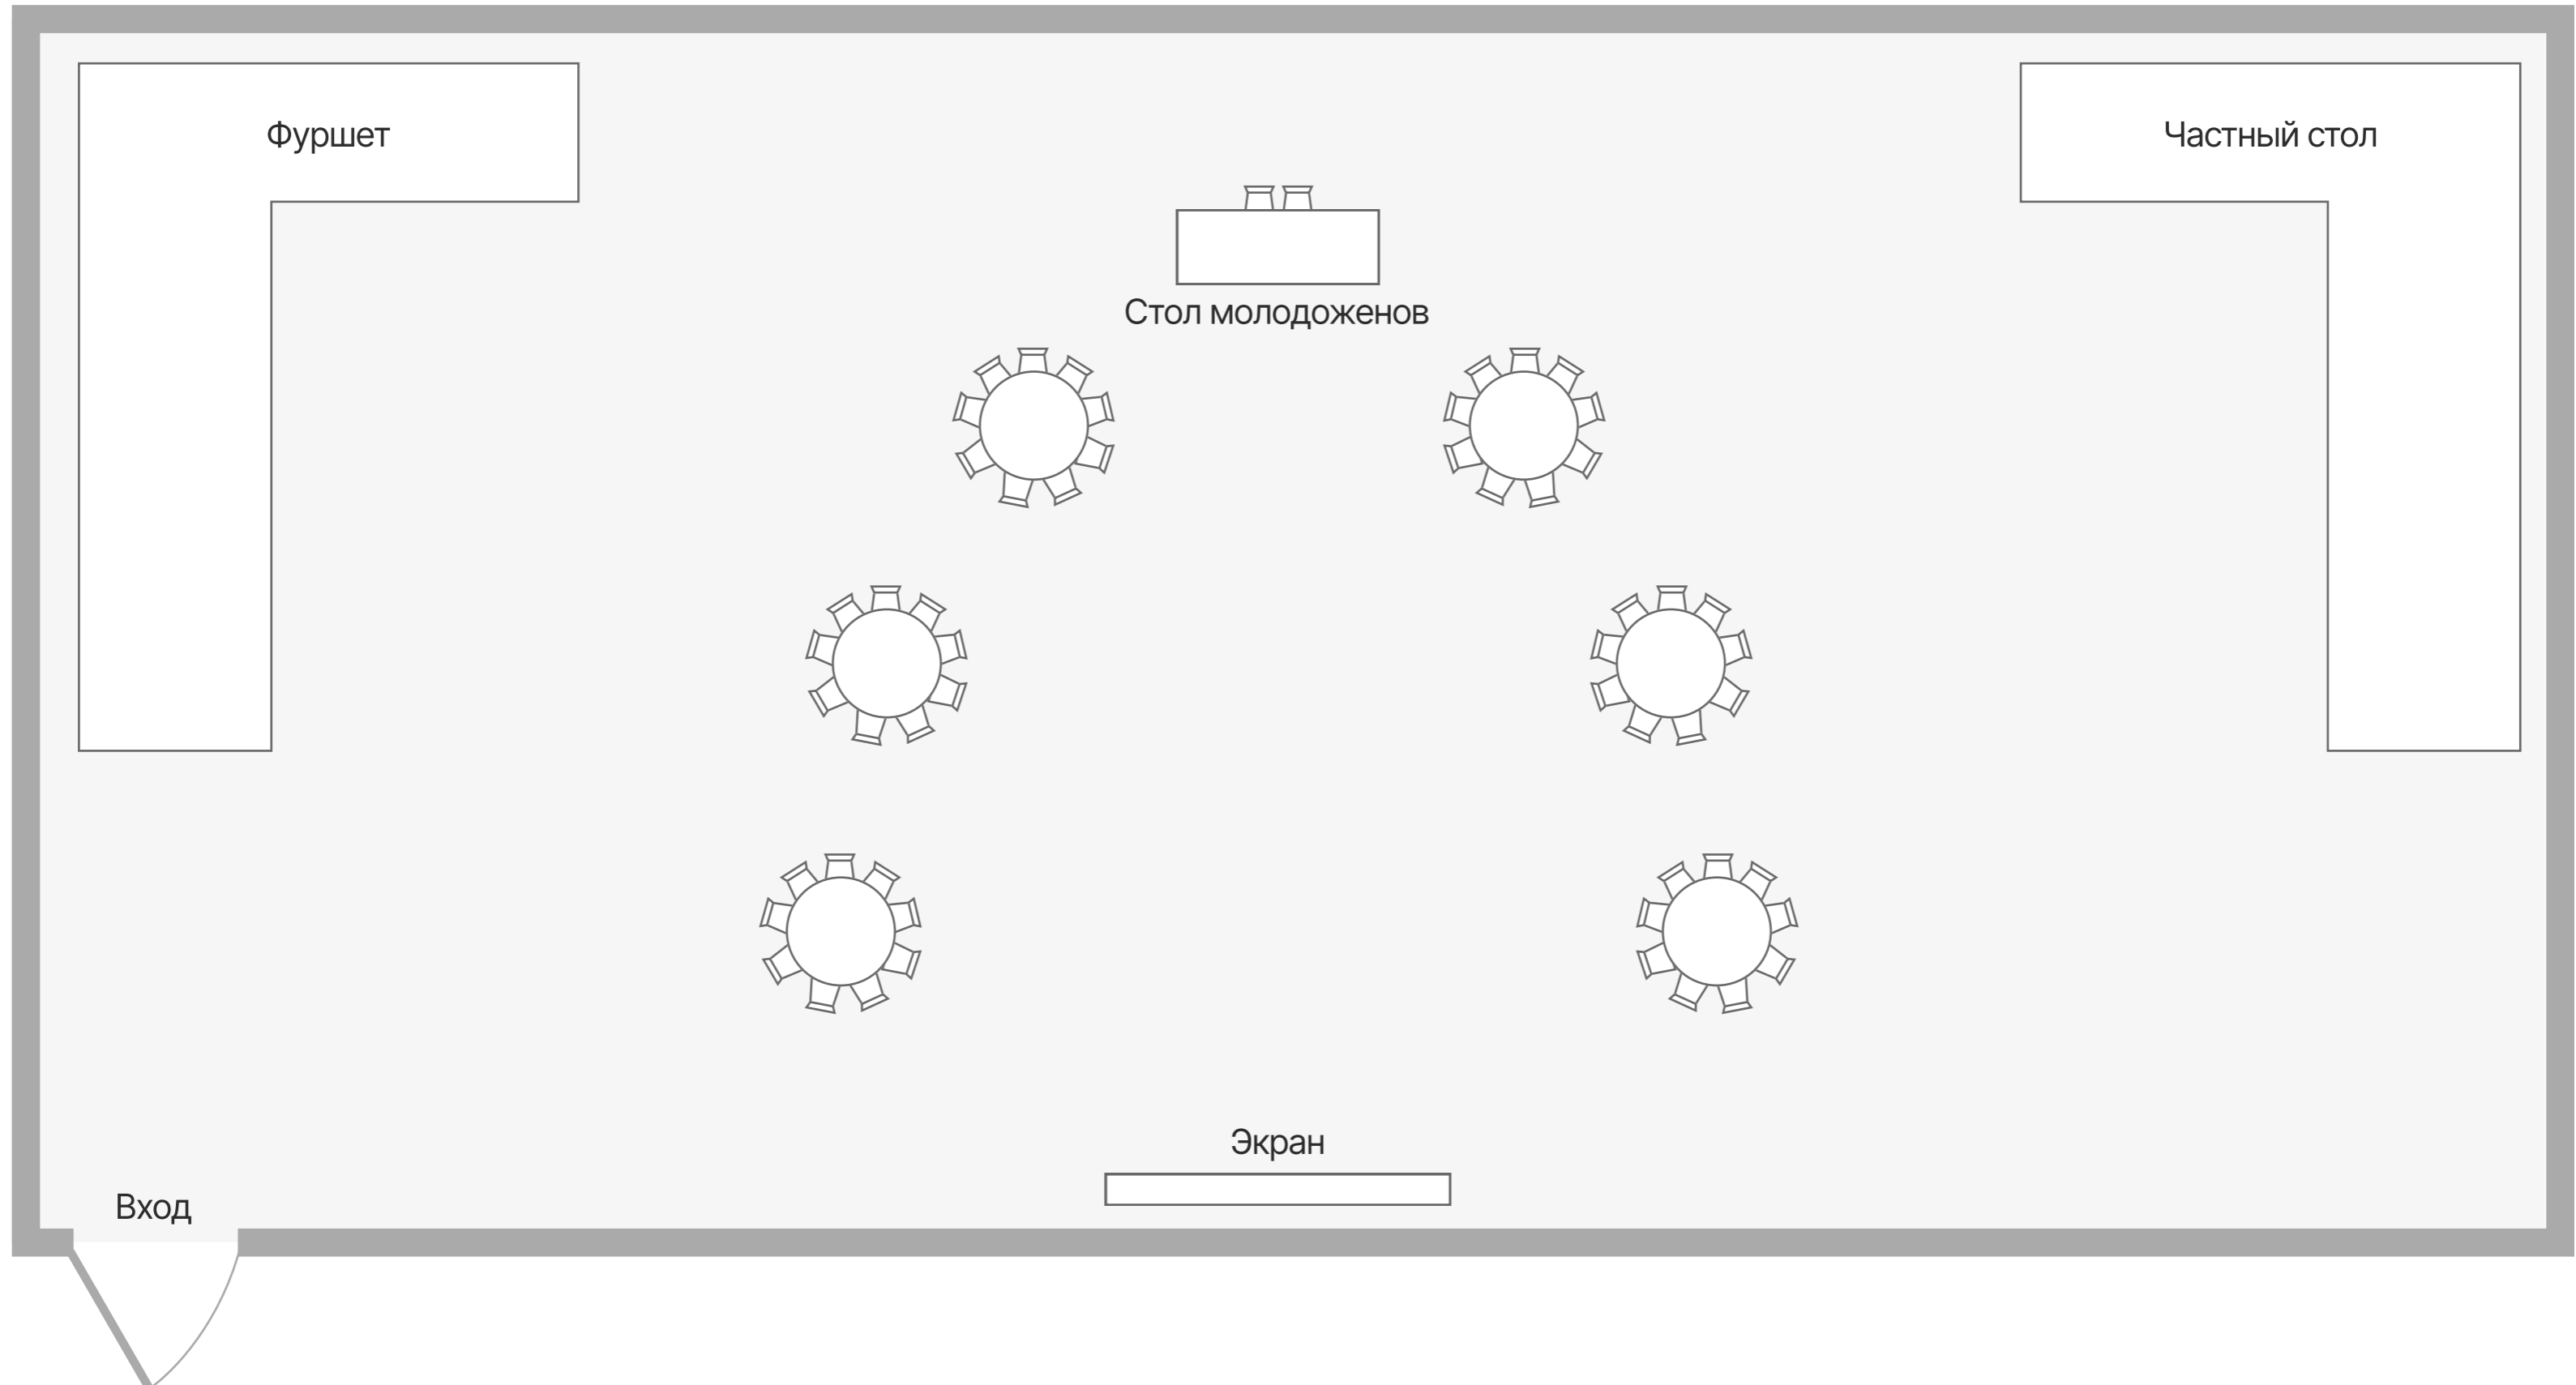 Фуршет
Частный стол
Стол молодоженов
Экран
Вход